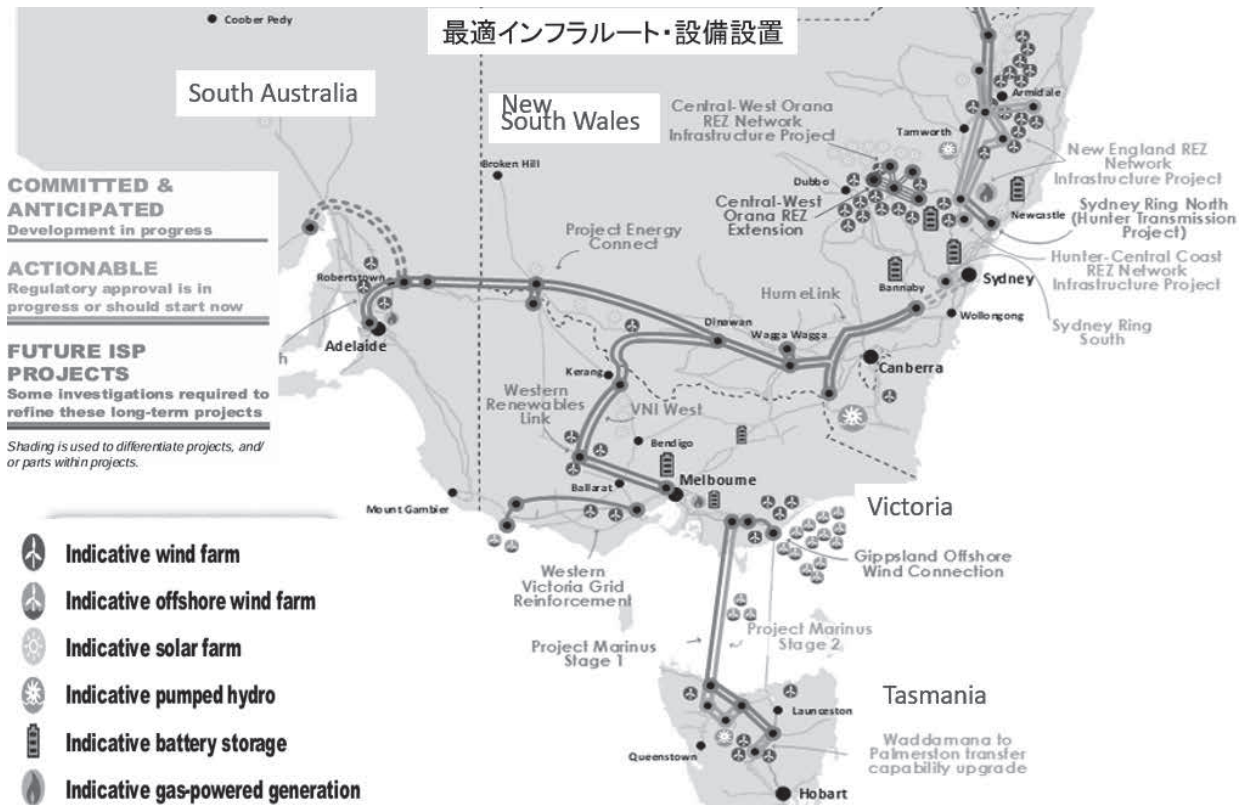 最適インフラルート・設備設置
Coober Pedy
South Australia
New
South Wales
Broken Hill
COMMITTED &
ANTICIPATED
Development in progress
ACTIONABLE
Regulatory approval is in
progress or should start now
FUTURE ISP
PROJECTS
Some investigations required to
refine these long-term projects
Shading is used to differentiate projects, and/
or parts within projects.
Central-West Orana
REZ Network
Infrastructure Project
Tamworth
Armidale
New England REZ
Network
Infrastructure Project
Dubbo
Central-West
Orana REZ
Extension
Newcastle
Sydney Ring North
(Hunter Transmission
Project)
Hunter-Central Coast
REZ Network
Infrastructure Project
Project Energy
Connect
Robertstown
Adelaide
HumeLink
Bannaby
Sydney
Wollongong
Sydney Ring
South
Dinawan
Wagga Wagga
Canberra
Kerang
Western
Renewables
Link
VNI West
Bendigo
Ballarat
Melbourne
Mount Gambier
Victoria
Gippsland Offshore
Wind Connection
Western
Victoria Grid
Reinforcement
Project Marinus
Stage 1
Project Marinus
Stage 2
Tasmania
Launceston
Queenstown
Waddamana to
Palmerston transfer
capability upgrade
Hobart
Indicative wind farm
Indicative offshore wind farm
Indicative solar farm
Indicative pumped hydro
Indicative battery storage
Indicative gas-powered generation